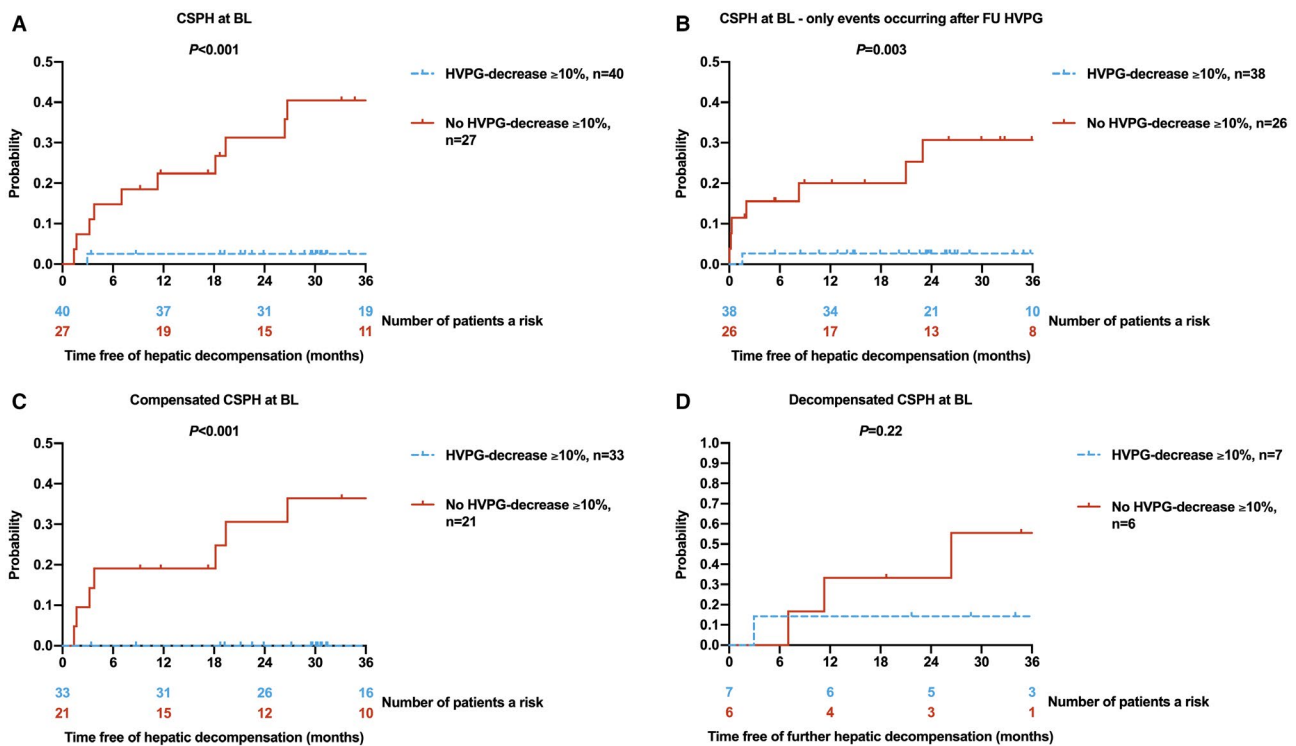 A
CSPH at BL
P<0.001
HVPG-decrease ≥10%, n=40
No HVPG-decrease ≥10%,
n=27
Probability
0.5
0.4
0.3
0.2
0.1
0.0
0 6 12 18 24 30 36
40 37 31 19
27 19 15 11
Number of patients a risk
Time free of hepatic decompensation (months)
B
CSPH at BL - only events occurring after FU HVPG
P=0.003
HVPG-decrease ≥10%, n=38
No HVPG-decrease ≥10%, n=26
Probability
0.5
0.4
0.3
0.2
0.1
0.0
0 6 12 18 24 30 36
38 34 21 10
26 17 13 8
Number of patients a risk
Time free of hepatic decompensation (months)
C
Compensated CSPH at BL
P<0.001
HVPG-decrease ≥10%, n=33
No HVPG-decrease ≥10%,
n=21
Probability
0.5
0.4
0.3
0.2
0.1
0.0
0 6 12 18 24 30 36
33 31 26 16
21 15 12 10
Number of patients a risk
Time free of hepatic decompensation (months)
D
Decompensated CSPH at BL
P=0.22
HVPG-decrease ≥10%, n=7
No HVPG-decrease ≥10%,
n=6
Probability
1.0
0.9
0.8
0.7
0.6
0.5
0.4
0.3
0.2
0.1
0.0
0 6 12 18 24 30 36
7 6 5 3
6 4 3 1
Number of patients a risk
Time free of further hepatic decompensation (months)